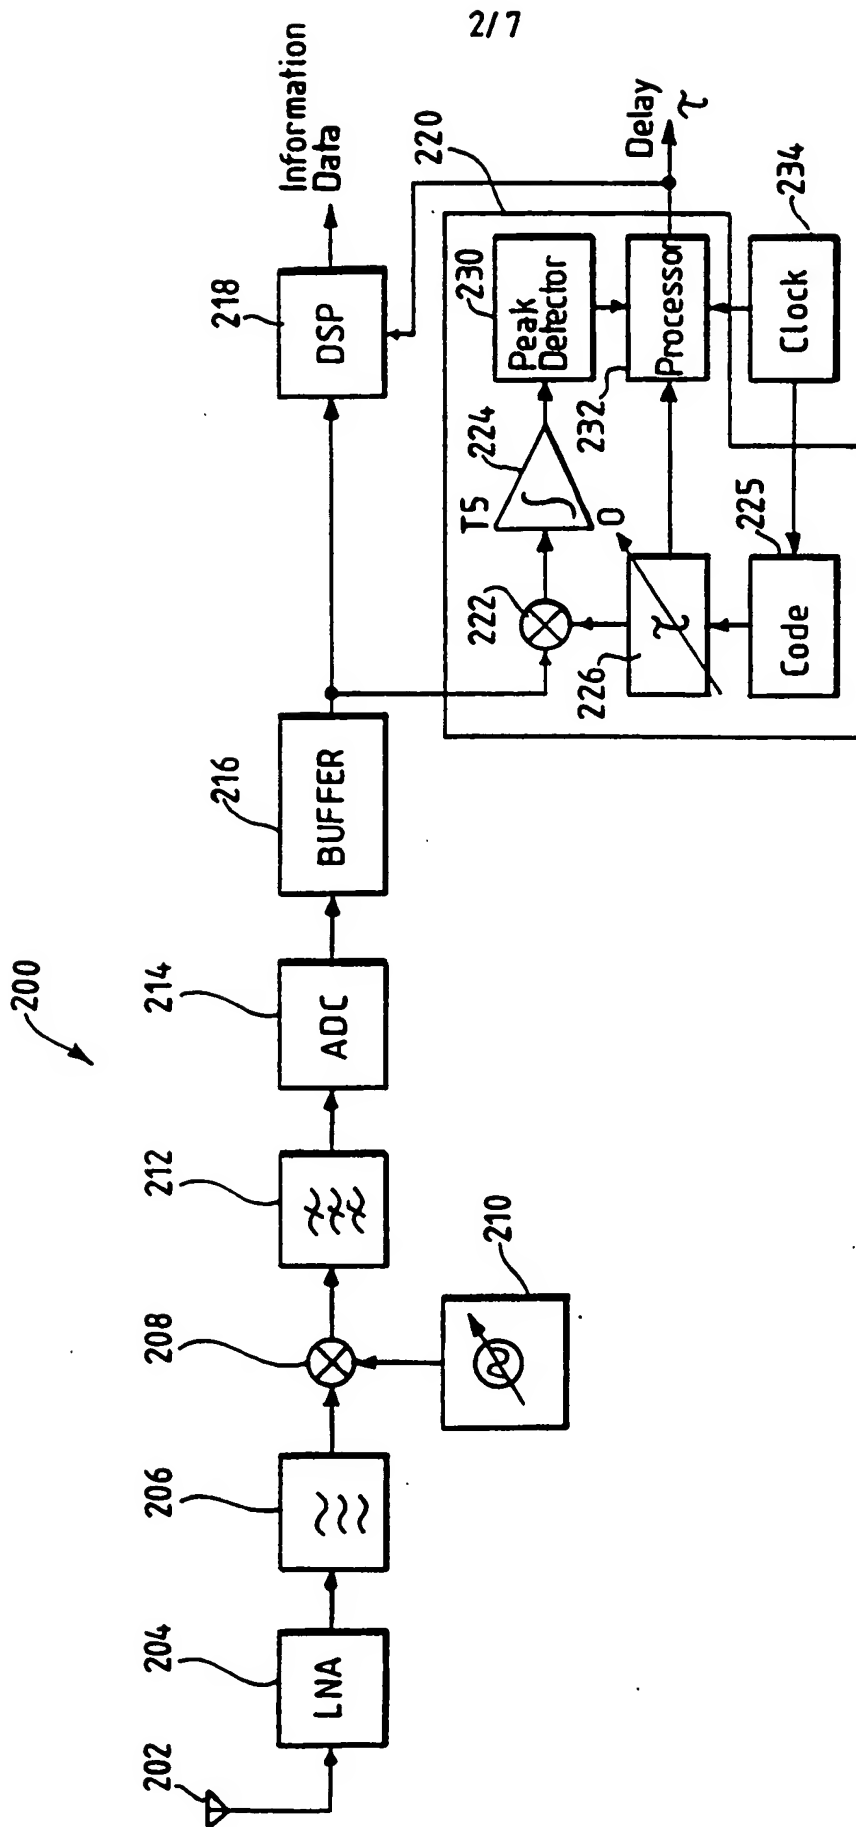 2/7
200
202
204
LNA
206
208
210
212
214
ADC
216
BUFFER
218
DSP
Information
Data
220
222
TS
0
224
225
Code
226
τ
230
Peak
Detector
232
Processor
234
Clock
Delay
τ